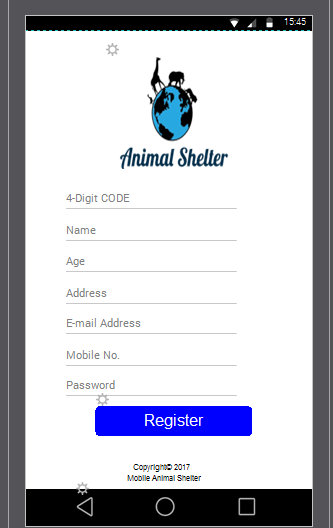 15:45
Animal Shelter
4-Digit CODE
Name
Age
Address
E-mail Address
Mobile No.
Password
Register
Copyright© 2017
Mobile Animal Shelter